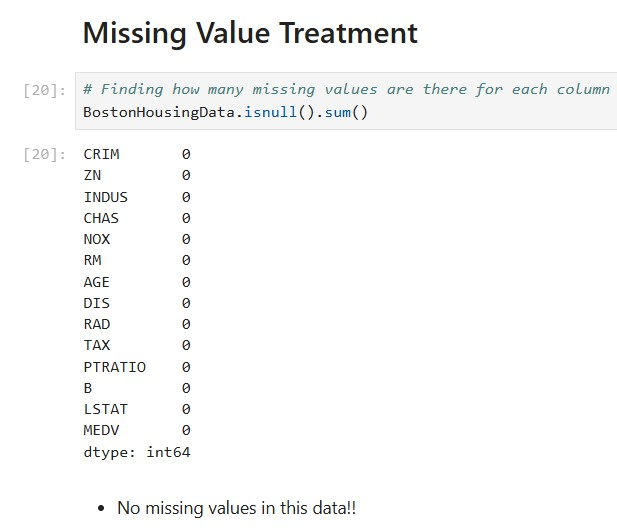 Missing Value Treatment
[20]: # Finding how many missing values are there for each column
BostonHousingData.isnull().sum()
[20]: CRIM 0
ZN 0
INDUS 0
CHAS 0
NOX 0
RM 0
AGE 0
DIS 0
RAD 0
TAX 0
PTRATIO 0
B 0
LSTAT 0
MEDV 0
dtype: int64
• No missing values in this data!!